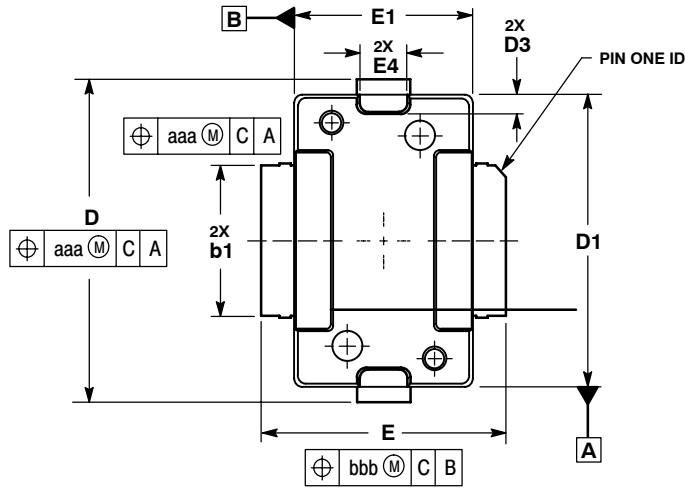 B
E1
2X
E4
2X
D3
PIN ONE ID
⌖ aaa Ⓜ C A
D
⌖ aaa Ⓜ C A
2X
b1
D1
E
⌖ bbb Ⓜ C B
A